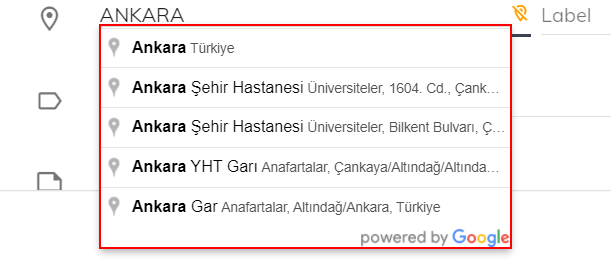 ANKARA Label
Ankara Türkiye
Ankara Şehir Hastanesi Üniversiteler, 1604. Cd., Çank...
Ankara Şehir Hastanesi Üniversiteler, Bilkent Bulvarı, Ç...
Ankara YHT Garı Anafartalar, Çankaya/Altındağ/Altında...
Ankara Gar Anafartalar, Altındağ/Ankara, Türkiye
powered by Google